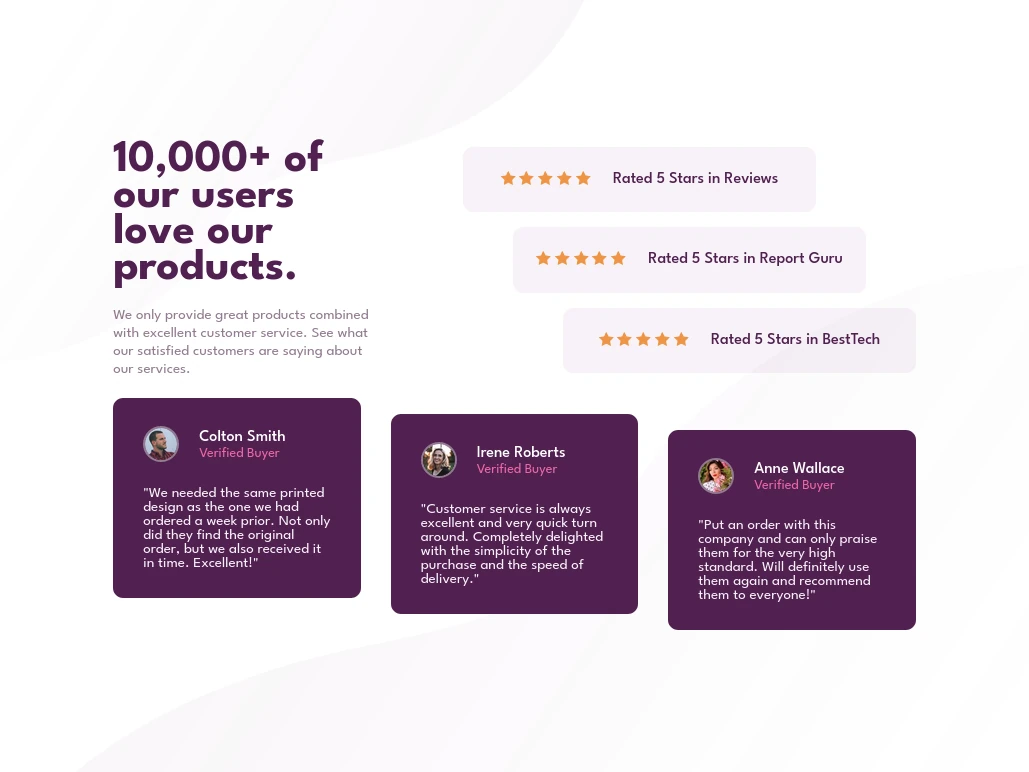 10,000+ of
our users
love our
products.
We only provide great products combined
with excellent customer service. See what
our satisfied customers are saying about
our services.
Rated 5 Stars in Reviews
Rated 5 Stars in Report Guru
Rated 5 Stars in BestTech
Colton Smith
Verified Buyer
"We needed the same printed
design as the one we had
ordered a week prior. Not only
did they find the original
order, but we also received it
in time. Excellent!"
Irene Roberts
Verified Buyer
"Customer service is always
excellent and very quick turn
around. Completely delighted
with the simplicity of the
purchase and the speed of
delivery."
Anne Wallace
Verified Buyer
"Put an order with this
company and can only praise
them for the very high
standard. Will definitely use
them again and recommend
them to everyone!"